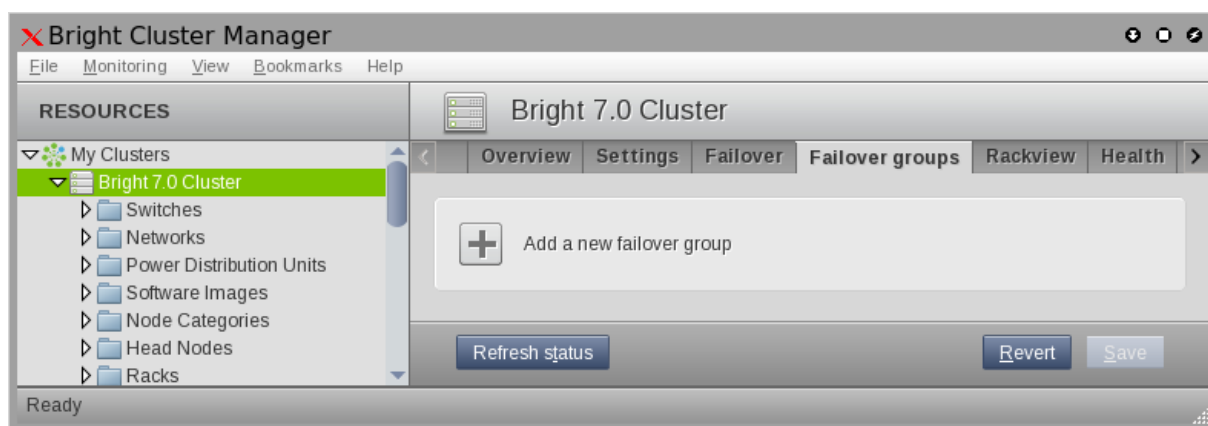 Bright Cluster Manager
File Monitoring View Bookmarks Help
RESOURCES
My Clusters
Bright 7.0 Cluster
Switches
Networks
Power Distribution Units
Software Images
Node Categories
Head Nodes
Racks
Bright 7.0 Cluster
Overview Settings Failover Failover groups Rackview Health
Add a new failover group
Refresh status Revert Save
Ready